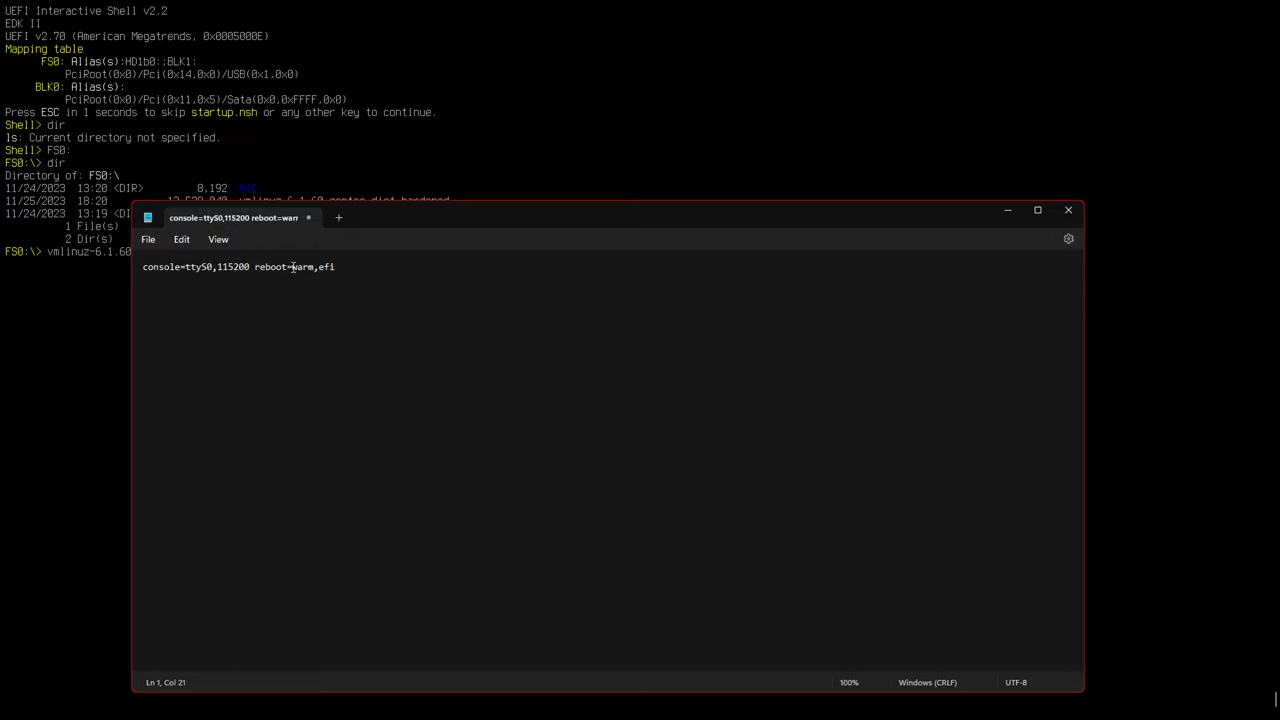 UEFI Interactive Shell v2.2
EDK II
UEFI v2.70 (American Megatrends, 0x0005000E)
Mapping table
FS0: Alias(s):HD1b0:;BLK1:
PciRoot(0x0)/Pci(0x14,0x0)/USB(0x1,0x0)
BLK0: Alias(s):
PciRoot(0x0)/Pci(0x11,0x5)/Sata(0x0,0xFFFF,0x0)
Press ESC in 1 seconds to skip startup.nsh or any other key to continue.
Shell> dir
ls: Current directory not specified.
Shell> FS0:
FS0:\> dir
Directory of: FS0:\
11/24/2023 13:20 <DIR> 8,192
11/25/2023 18:20
11/24/2023 13:19 <D
1 File(s)
2 Dir(s)
FS0:\> vmlinuz-6.1.60
console=ttyS0,115200 reboot=warr
File Edit View
console=ttyS0,115200 reboot=warm,efi
Ln 1, Col 21 100% Windows (CRLF) UTF-8